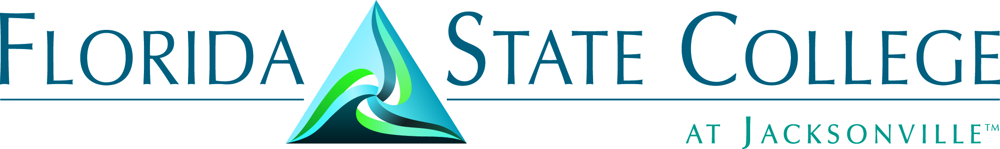 FLORIDA STATE COLLEGE
AT JACKSONVILLE™